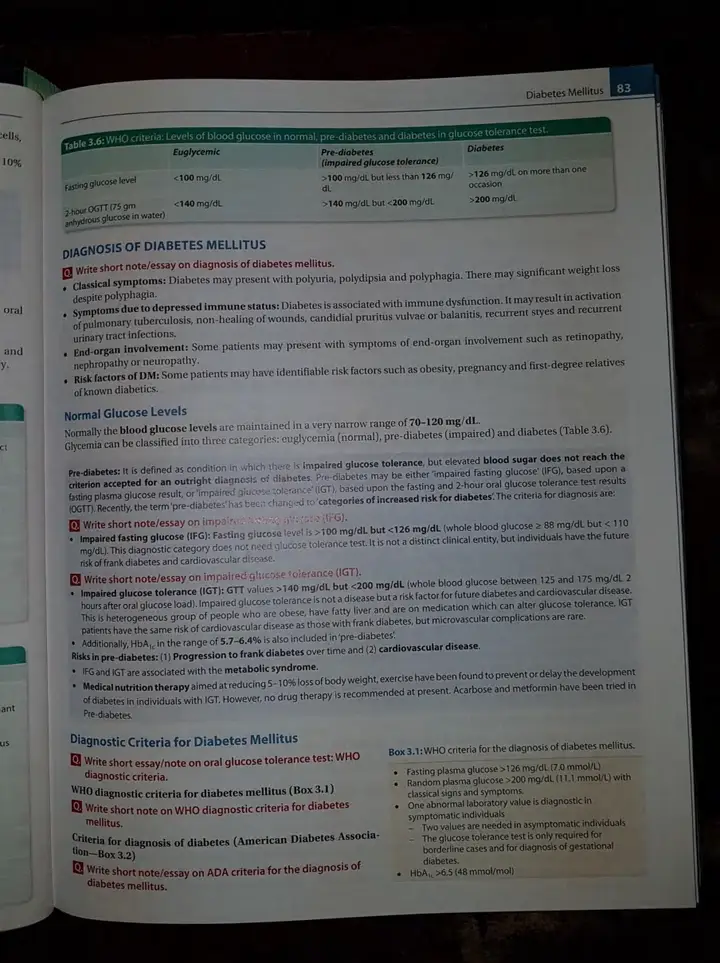 Diabetes Mellitus 83
cells,
10%
oral
and
y.
ant
us
Table 3.6: WHO criteria: Levels of blood glucose in normal, pre-diabetes and diabetes in glucose tolerance test.
Euglycemic Pre-diabetes (impaired glucose tolerance) Diabetes
Fasting glucose level <100 mg/dL >100 mg/dL but less than 126 mg/dL >126 mg/dL on more than one occasion
2-hour OGTT (75 gm anhydrous glucose in water) <140 mg/dL >140 mg/dL but <200 mg/dL >200 mg/dL
DIAGNOSIS OF DIABETES MELLITUS
Q. Write short note/essay on diagnosis of diabetes mellitus.
• Classical symptoms: Diabetes may present with polyuria, polydipsia and polyphagia. There may significant weight loss
despite polyphagia.
• Symptoms due to depressed immune status: Diabetes is associated with immune dysfunction. It may result in activation
of pulmonary tuberculosis, non-healing of wounds, candidial pruritus vulvae or balanitis, recurrent styes and recurrent
urinary tract infections.
• End-organ involvement: Some patients may present with symptoms of end-organ involvement such as retinopathy,
nephropathy or neuropathy.
• Risk factors of DM: Some patients may have identifiable risk factors such as obesity, pregnancy and first-degree relatives
of known diabetics.
Normal Glucose Levels
Normally the blood glucose levels are maintained in a very narrow range of 70–120 mg/dL.
Glycemia can be classified into three categories: euglycemia (normal), pre-diabetes (impaired) and diabetes (Table 3.6).
Pre-diabetes: It is defined as condition in which there is impaired glucose tolerance, but elevated blood sugar does not reach the
criterion accepted for an outright diagnosis of diabetes. Pre-diabetes may be either 'impaired fasting glucose' (IFG), based upon a
fasting plasma glucose result, or 'impaired glucose tolerance' (IGT), based upon the fasting and 2-hour oral glucose tolerance test results
(OGTT). Recently, the term 'pre-diabetes' has been changed to 'categories of increased risk for diabetes'. The criteria for diagnosis are:
Q. Write short note/essay on impaired fasting glucose (IFG).
• Impaired fasting glucose (IFG): Fasting glucose level is >100 mg/dL but <126 mg/dL (whole blood glucose ≥ 88 mg/dL but < 110
mg/dL). This diagnostic category does not need glucose tolerance test. It is not a distinct clinical entity, but individuals have the future
risk of frank diabetes and cardiovascular disease.
Q. Write short note/essay on impaired glucose tolerance (IGT).
• Impaired glucose tolerance (IGT): GTT values >140 mg/dL but <200 mg/dL (whole blood glucose between 125 and 175 mg/dL 2
hours after oral glucose load). Impaired glucose tolerance is not a disease but a risk factor for future diabetes and cardiovascular disease.
This is heterogeneous group of people who are obese, have fatty liver and are on medication which can alter glucose tolerance. IGT
patients have the same risk of cardiovascular disease as those with frank diabetes, but microvascular complications are rare.
• Additionally, HbA1c in the range of 5.7–6.4% is also included in 'pre-diabetes'.
Risks in pre-diabetes: (1) Progression to frank diabetes over time and (2) cardiovascular disease.
• IFG and IGT are associated with the metabolic syndrome.
• Medical nutrition therapy aimed at reducing 5–10% loss of body weight, exercise have been found to prevent or delay the development
of diabetes in individuals with IGT. However, no drug therapy is recommended at present. Acarbose and metformin have been tried in
Pre-diabetes.
Diagnostic Criteria for Diabetes Mellitus
Q. Write short essay/note on oral glucose tolerance test: WHO
diagnostic criteria.
WHO diagnostic criteria for diabetes mellitus (Box 3.1)
Q. Write short note on WHO diagnostic criteria for diabetes
mellitus.
Criteria for diagnosis of diabetes (American Diabetes Associa-
tion—Box 3.2)
Q. Write short note/essay on ADA criteria for the diagnosis of
diabetes mellitus.
Box 3.1: WHO criteria for the diagnosis of diabetes mellitus.
• Fasting plasma glucose >126 mg/dL (7.0 mmol/L)
• Random plasma glucose >200 mg/dL (11.1 mmol/L) with
classical signs and symptoms.
• One abnormal laboratory value is diagnostic in
symptomatic individuals
– Two values are needed in asymptomatic individuals
– The glucose tolerance test is only required for
borderline cases and for diagnosis of gestational
diabetes.
• HbA1c >6.5 (48 mmol/mol)